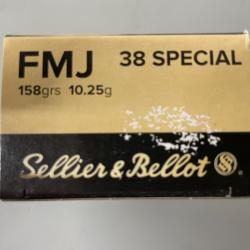 FMJ 38 SPECIAL
158grs 10.25g
Sellier & Bellot ®